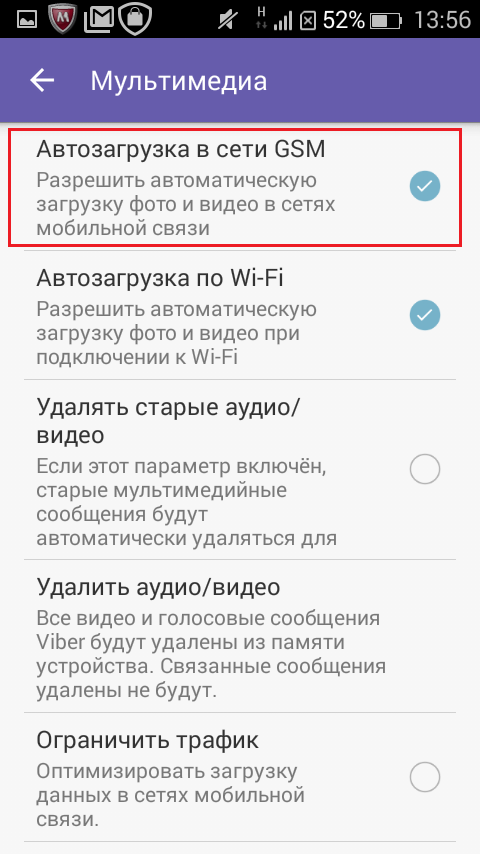 H 52% 13:56
Мультимедиа
Автозагрузка в сети GSM
Разрешить автоматическую
загрузку фото и видео в сетях
мобильной связи
Автозагрузка по Wi-Fi
Разрешить автоматическую
загрузку фото и видео при
подключении к Wi-Fi
Удалять старые аудио/
видео
Если этот параметр включён,
старые мультимедийные
сообщения будут
автоматически удаляться для
Удалить аудио/видео
Все видео и голосовые сообщения
Viber будут удалены из памяти
устройства. Связанные сообщения
удалены не будут.
Ограничить трафик
Оптимизировать загрузку
данных в сетях мобильной
связи.